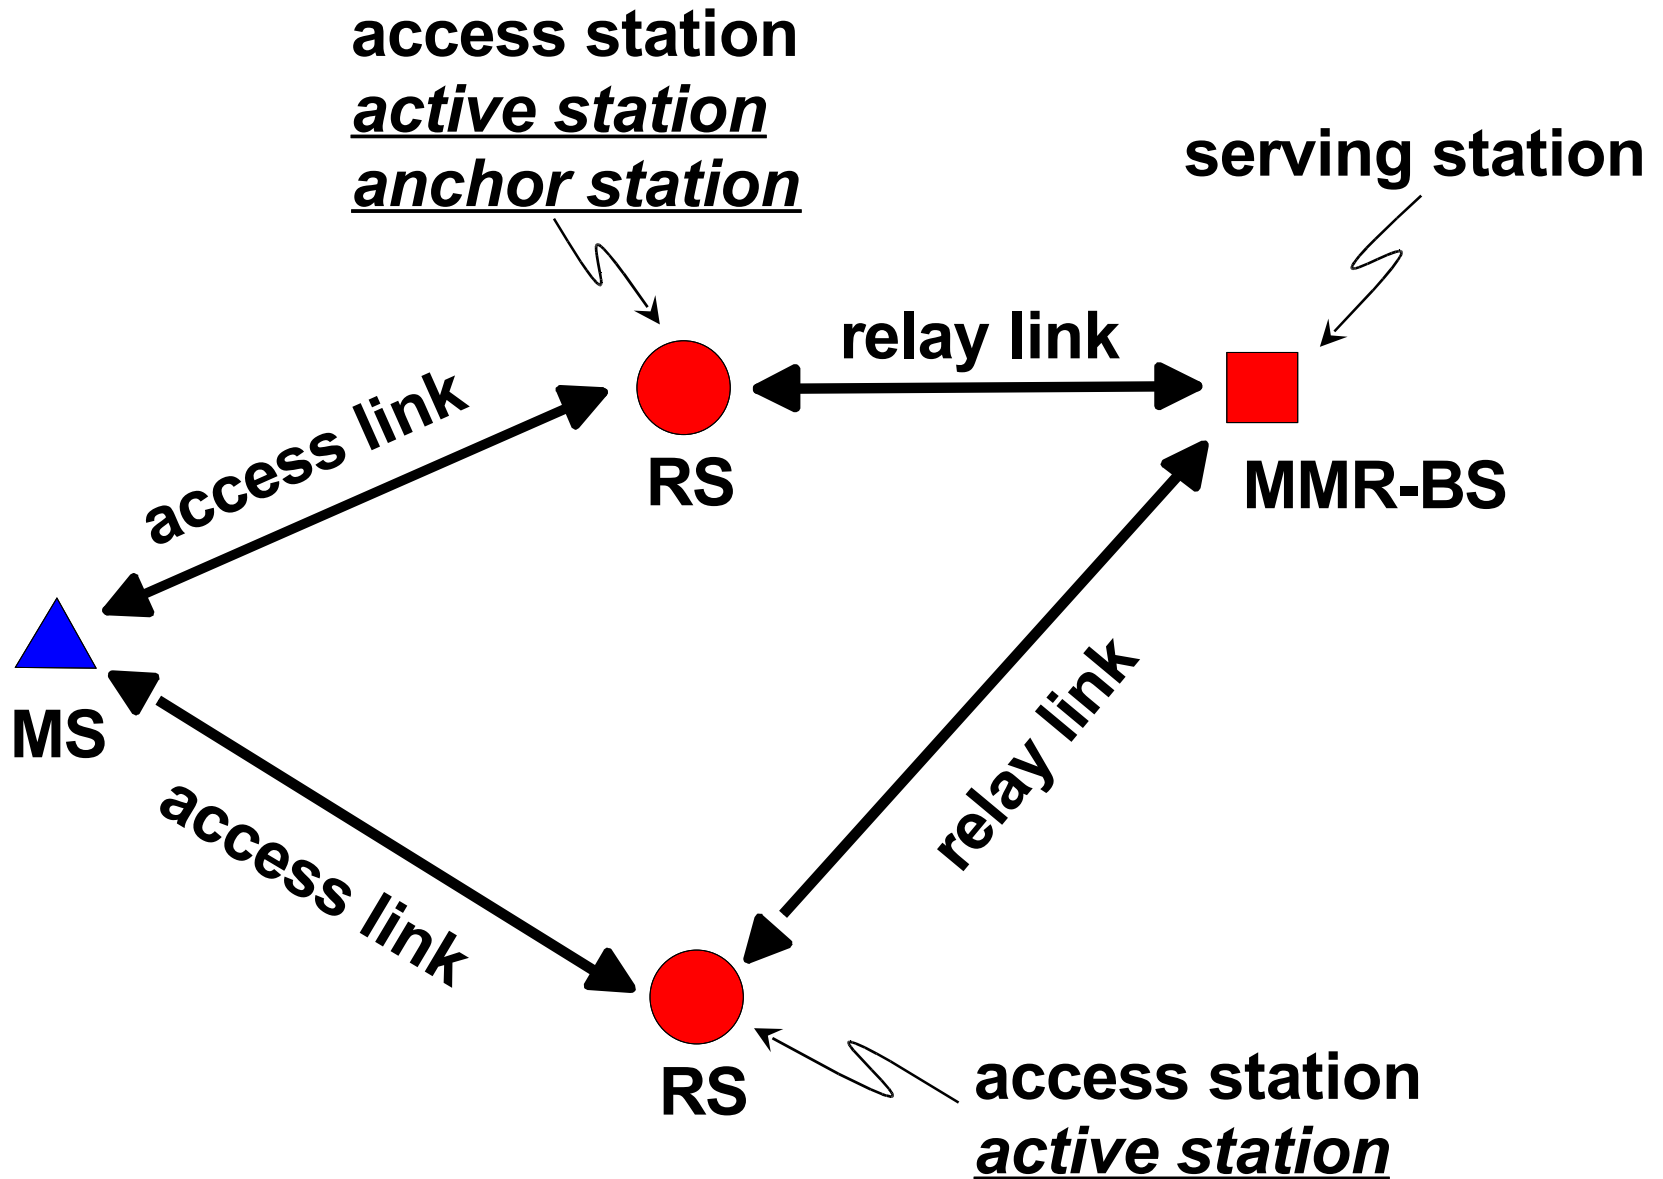 access station
active station
anchor station
serving station
relay link
access link
RS
MMR-BS
MS
relay link
access link
RS
access station
active station